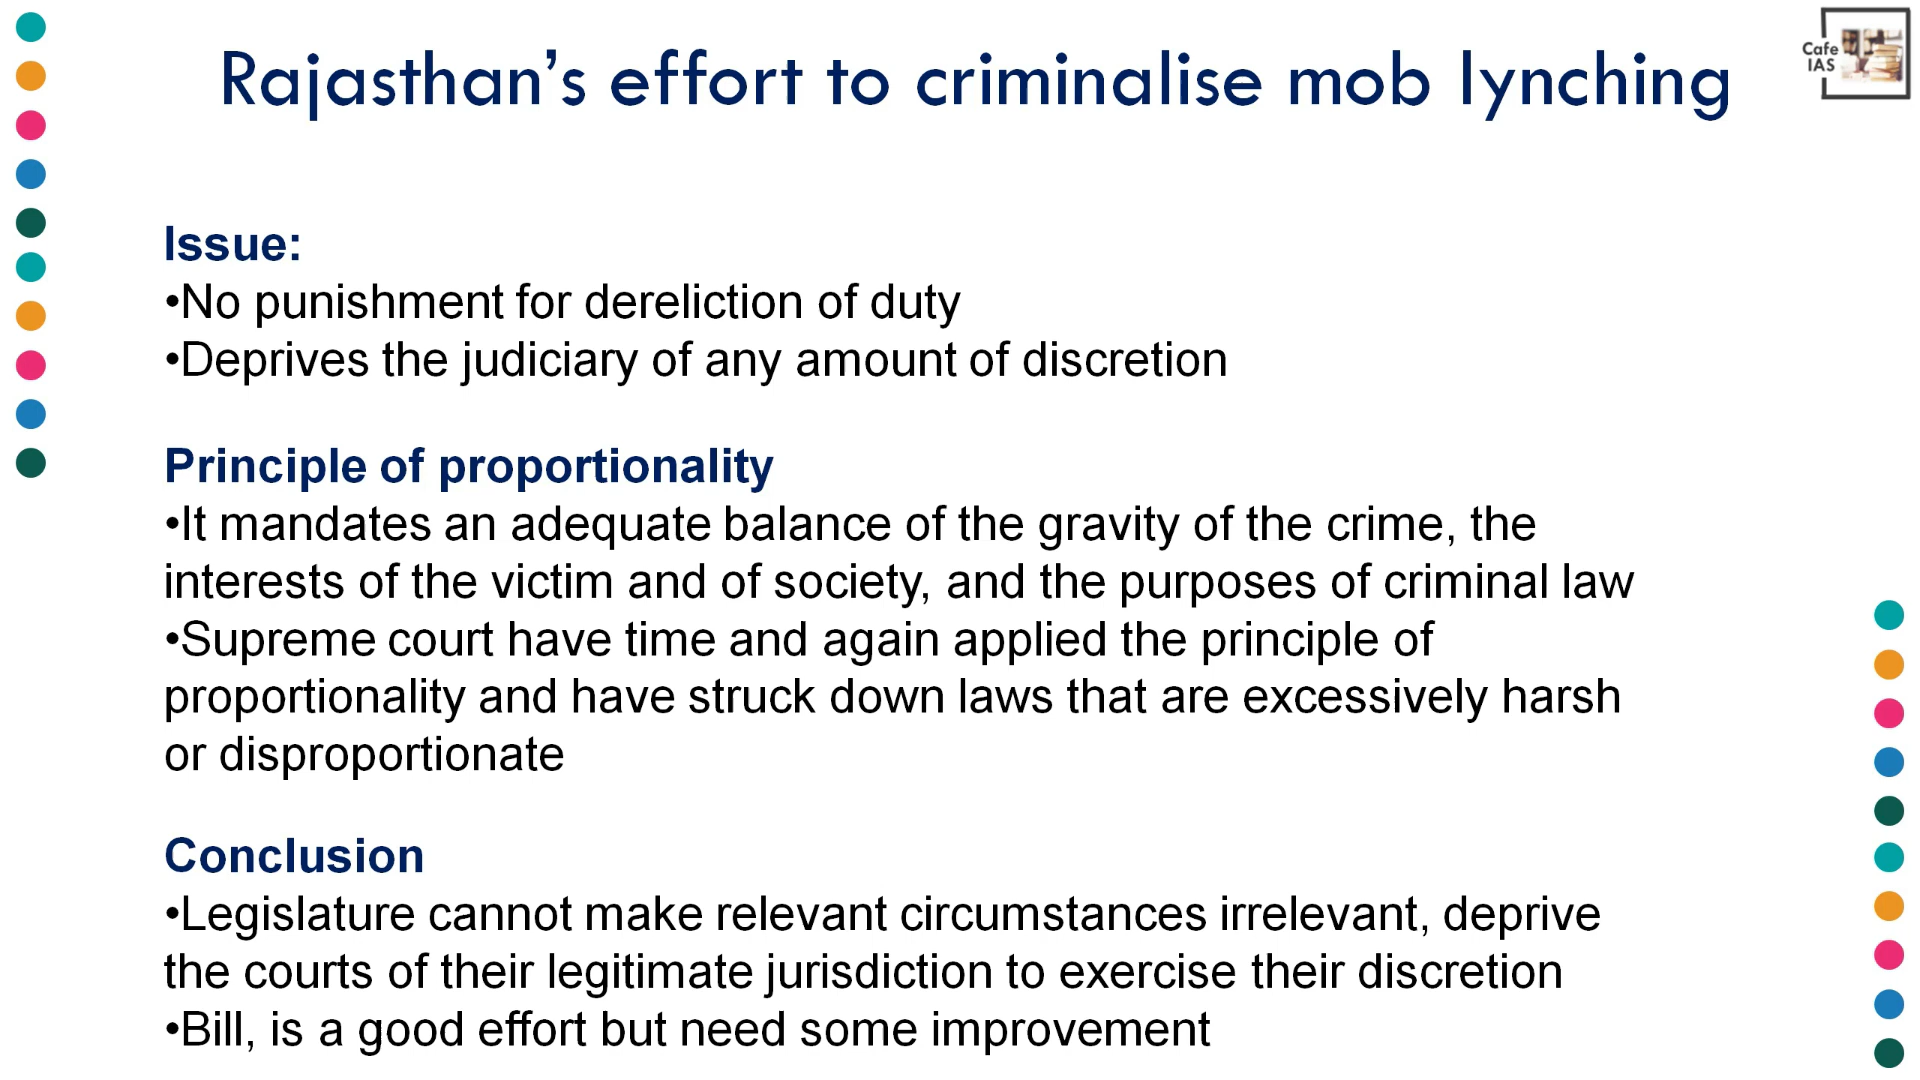 Rajasthan’s effort to criminalise mob lynching
Cafe
IAS
Issue:
•No punishment for dereliction of duty
•Deprives the judiciary of any amount of discretion
Principle of proportionality
•It mandates an adequate balance of the gravity of the crime, the
interests of the victim and of society, and the purposes of criminal law
•Supreme court have time and again applied the principle of
proportionality and have struck down laws that are excessively harsh
or disproportionate
Conclusion
•Legislature cannot make relevant circumstances irrelevant, deprive
the courts of their legitimate jurisdiction to exercise their discretion
•Bill, is a good effort but need some improvement